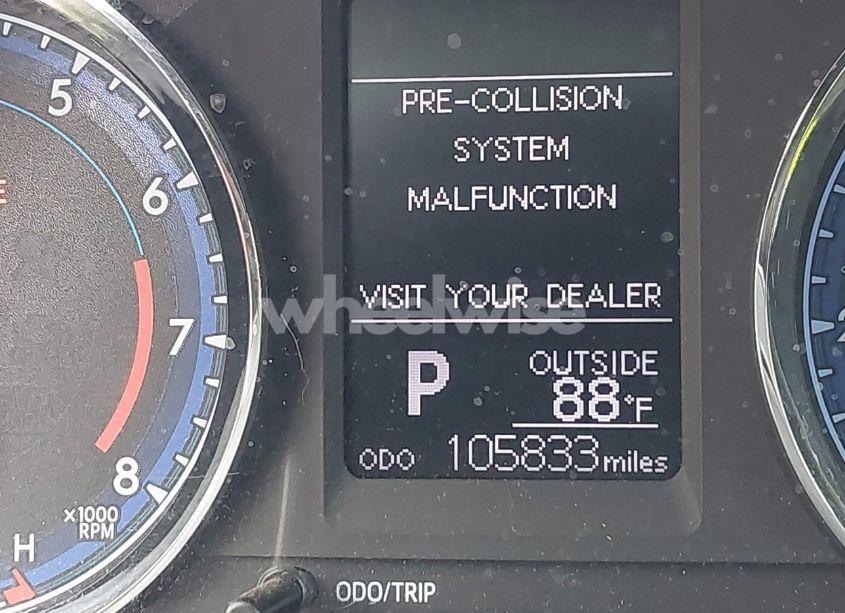 5
6
7
8
x1000
RPM
H
PRE-COLLISION
SYSTEM
MALFUNCTION
VISIT YOUR DEALER
wheelwise
P
OUTSIDE
88°F
ODO 105833 miles
ODO/TRIP